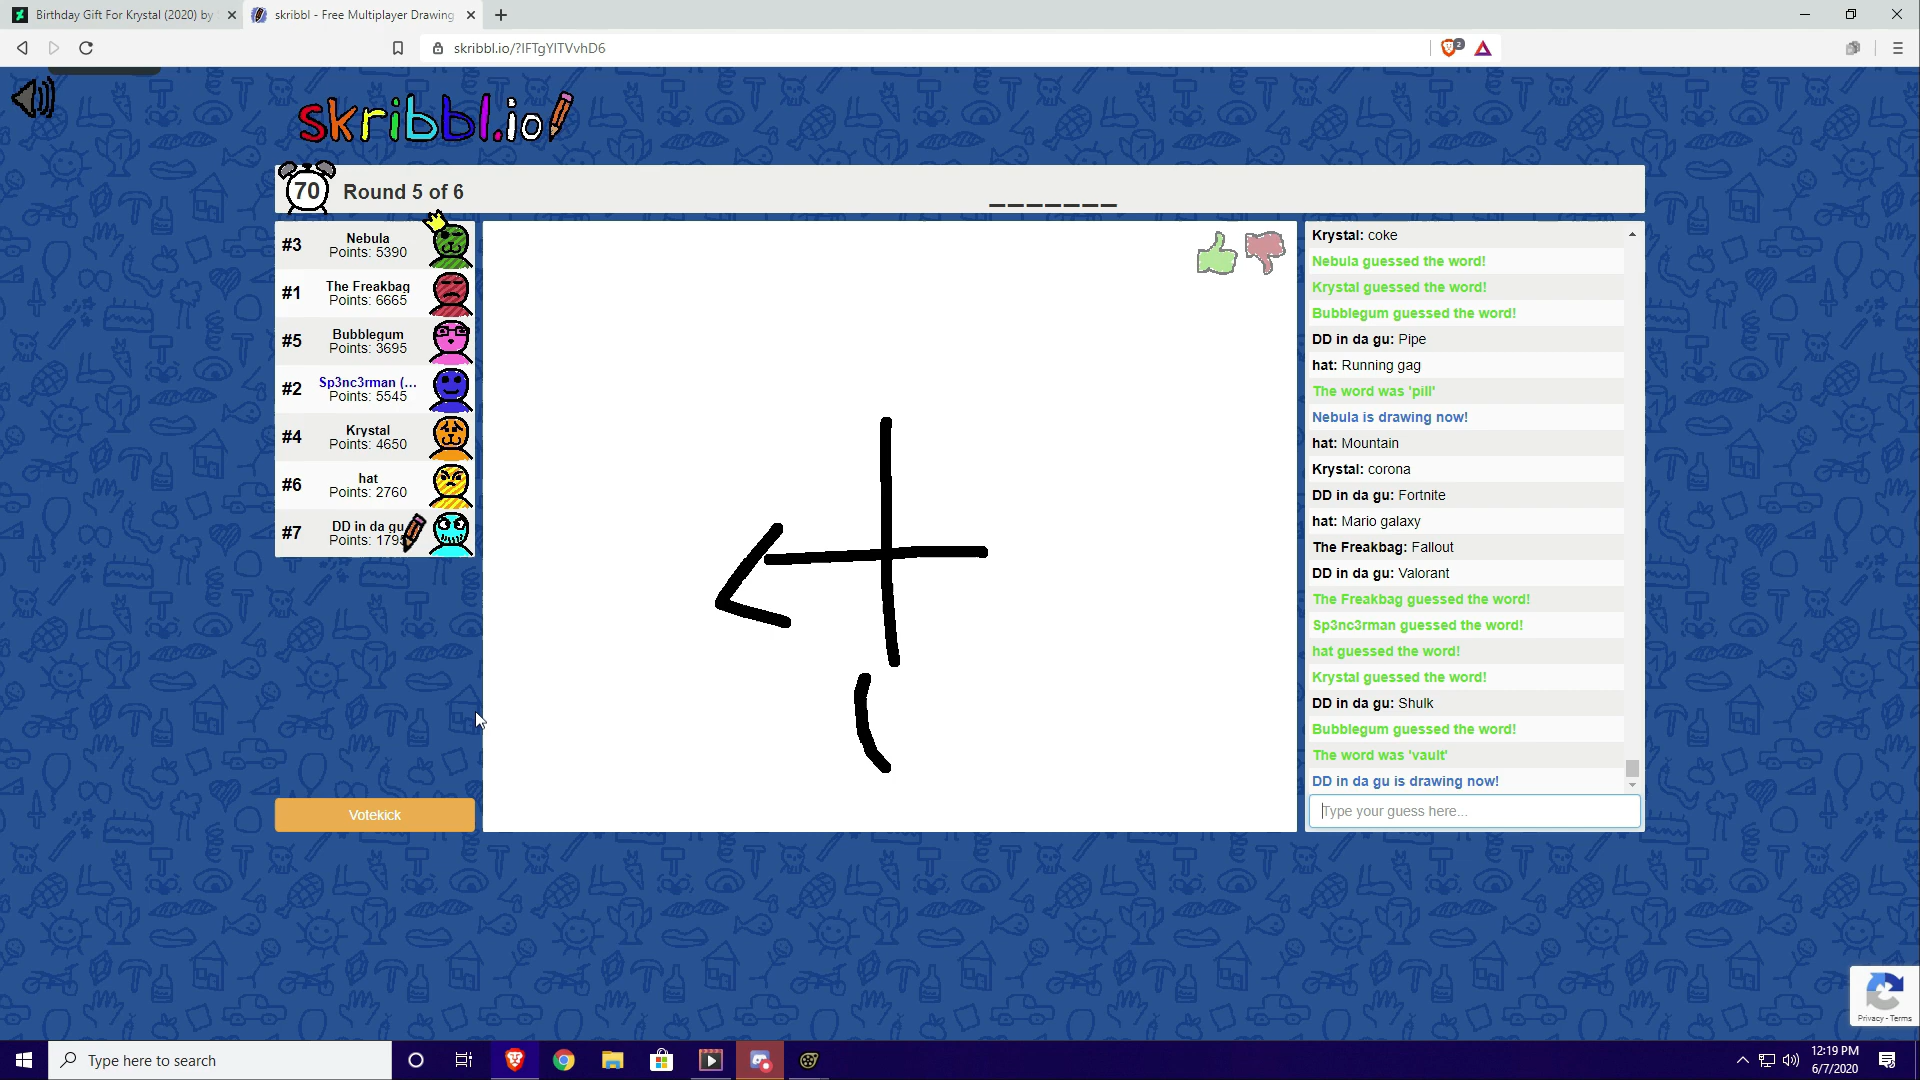 Birthday Gift For Krystal (2020) by
skribbl - Free Multiplayer Drawing
skribbl.io/?lFTgYlTVvhD6
2
skribbl.io
70
Round 5 of 6
_______
#3
Nebula
Points: 5390
#1
The Freakbag
Points: 6665
#5
Bubblegum
Points: 3695
#2
Sp3nc3rman (...
Points: 5545
#4
Krystal
Points: 4650
#6
hat
Points: 2760
#7
DD in da gu
Points: 1795
Votekick
Krystal: coke
Nebula guessed the word!
Krystal guessed the word!
Bubblegum guessed the word!
DD in da gu: Pipe
hat: Running gag
The word was 'pill'
Nebula is drawing now!
hat: Mountain
Krystal: corona
DD in da gu: Fortnite
hat: Mario galaxy
The Freakbag: Fallout
DD in da gu: Valorant
The Freakbag guessed the word!
Sp3nc3rman guessed the word!
hat guessed the word!
Krystal guessed the word!
DD in da gu: Shulk
Bubblegum guessed the word!
The word was 'vault'
DD in da gu is drawing now!
Type your guess here...
Privacy - Terms
Type here to search
12:19 PM
6/7/2020